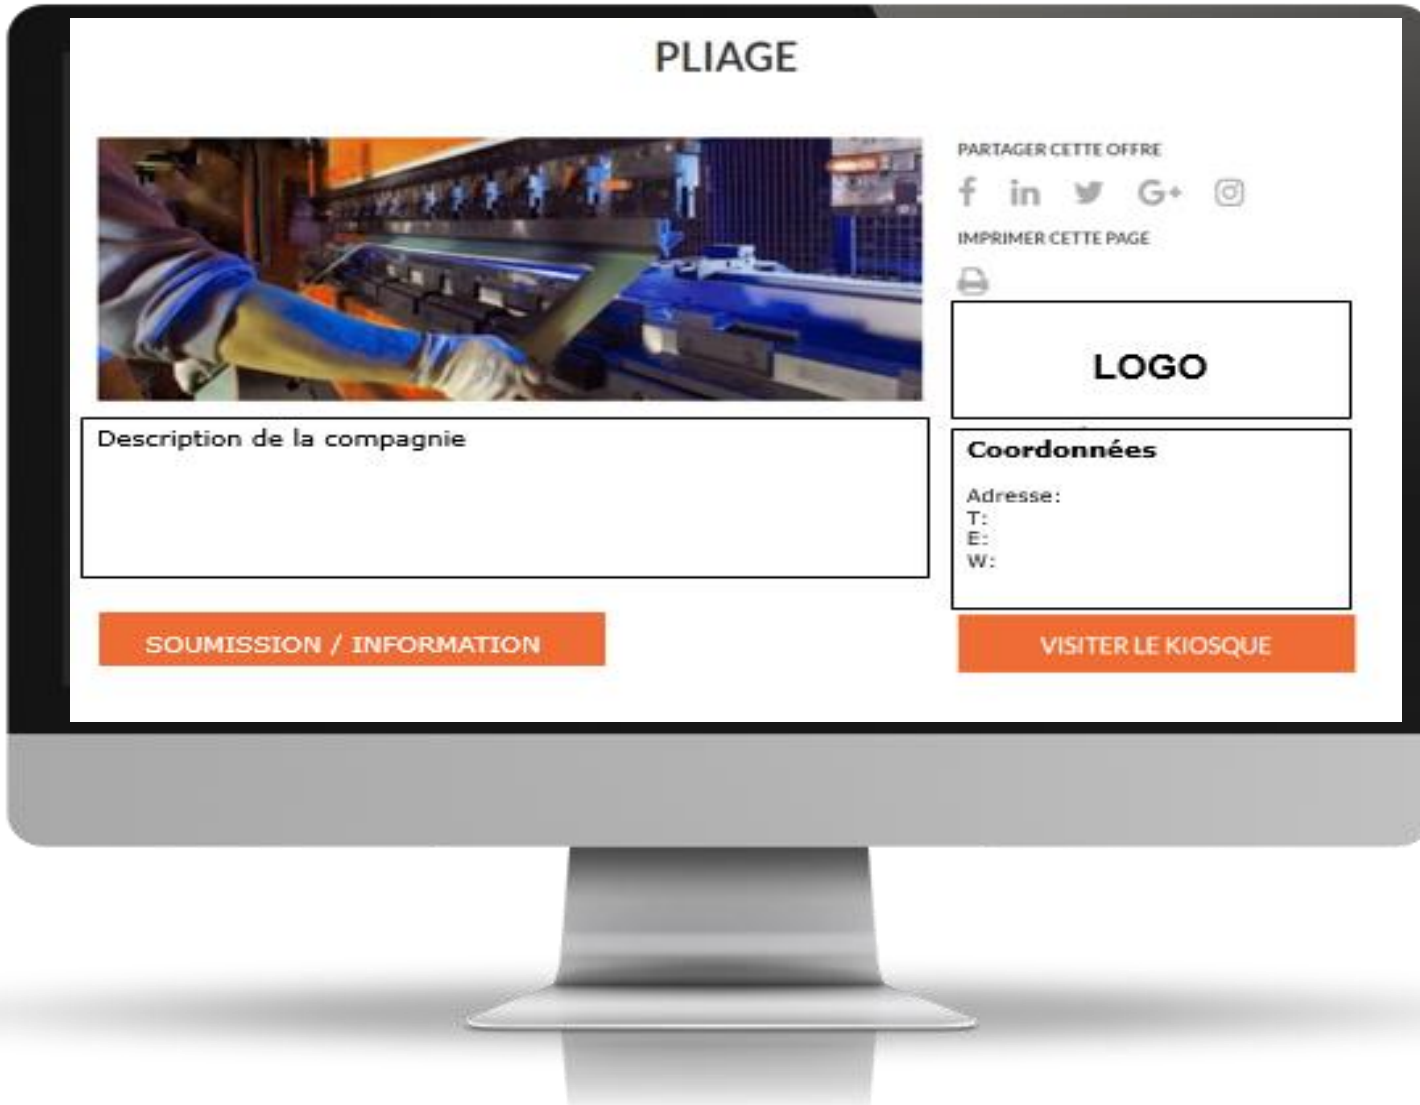 PLIAGE
PARTAGER CETTE OFFRE
f in G+
IMPRIMER CETTE PAGE
LOGO
Description de la compagnie
Coordonnées
Adresse:
T:
E:
W:
SOUMISSION / INFORMATION
VISITER LE KIOSQUE